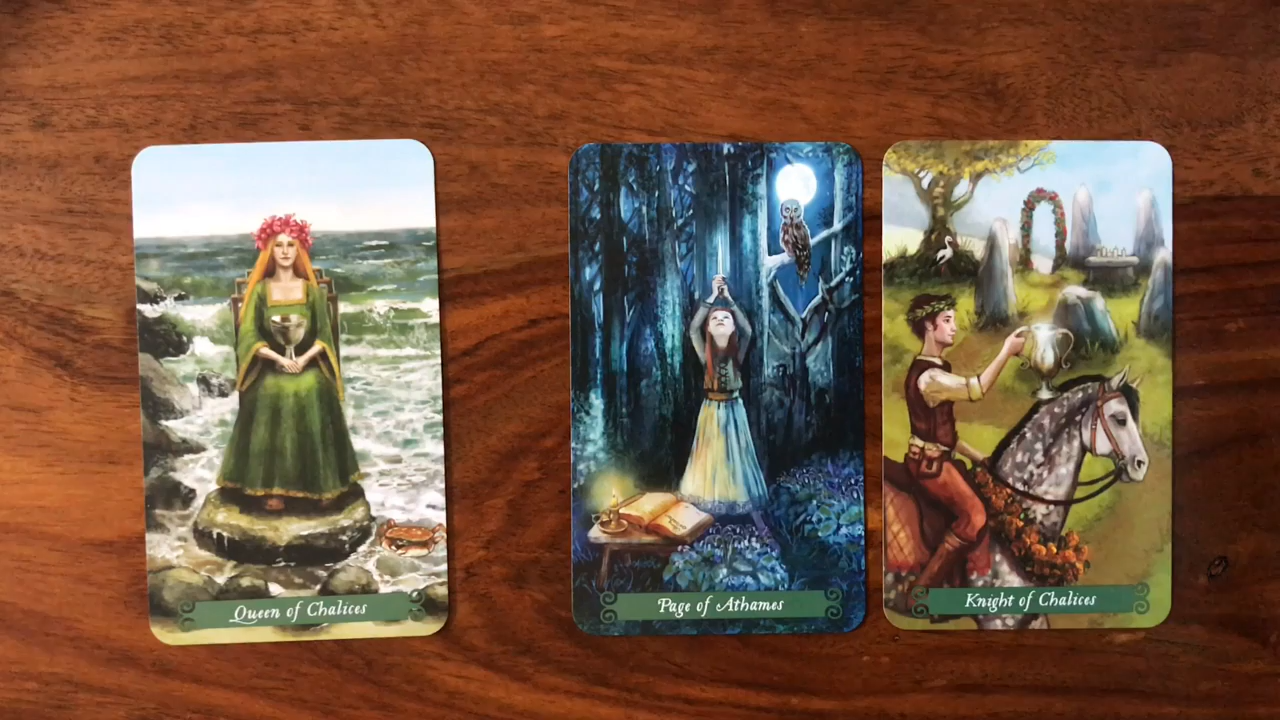 Queen of Chalices
Page of Athames
Knight of Chalices